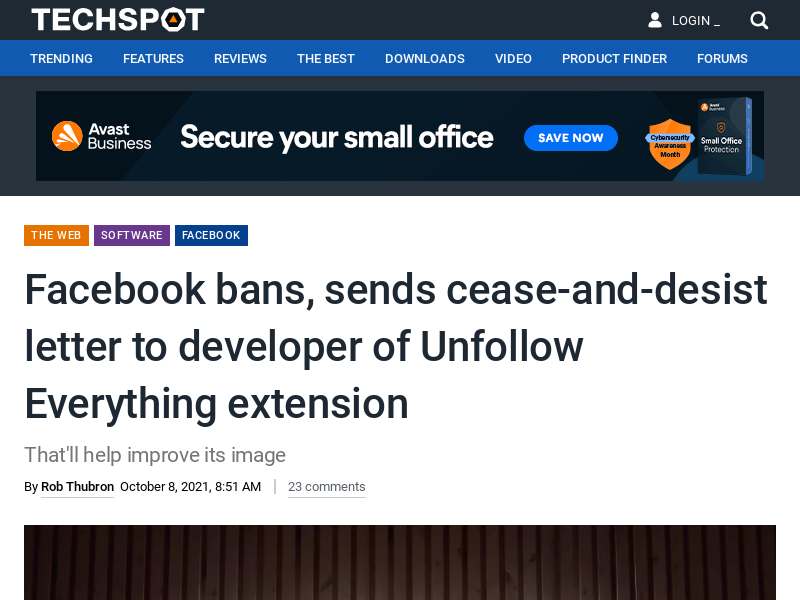 TECHSPOT
LOGIN _
TRENDING FEATURES REVIEWS THE BEST DOWNLOADS VIDEO PRODUCT FINDER FORUMS
Avast
Business
Secure your small office
SAVE NOW
Cybersecurity
Awareness
Month
Avast
Business
Small Office
Protection
THE WEB SOFTWARE FACEBOOK
Facebook bans, sends cease-and-desist
letter to developer of Unfollow
Everything extension
That'll help improve its image
By Rob Thubron October 8, 2021, 8:51 AM 23 comments